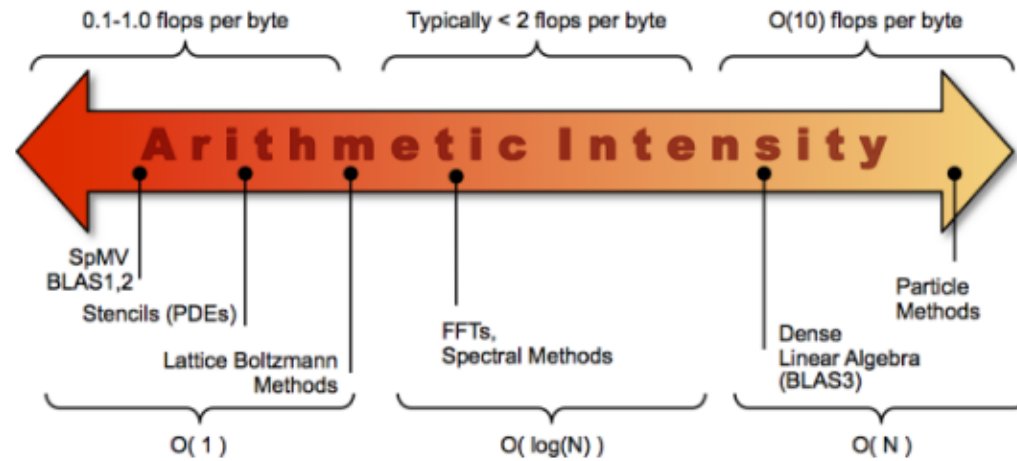 0.1-1.0 flops per byte
Typically < 2 flops per byte
O(10) flops per byte
Arithmetic Intensity
SpMV
BLAS1,2
Stencils (PDEs)
Lattice Boltzmann
Methods
FFTs,
Spectral Methods
Dense
Linear Algebra
(BLAS3)
Particle
Methods
O( 1 )
O( log(N) )
O( N )